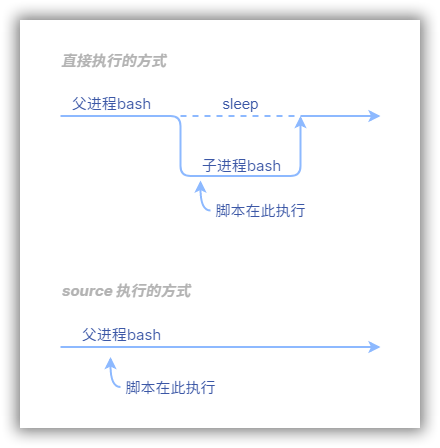 直接执行的方式
父进程bash
sleep
子进程bash
脚本在此执行
source 执行的方式
父进程bash
脚本在此执行